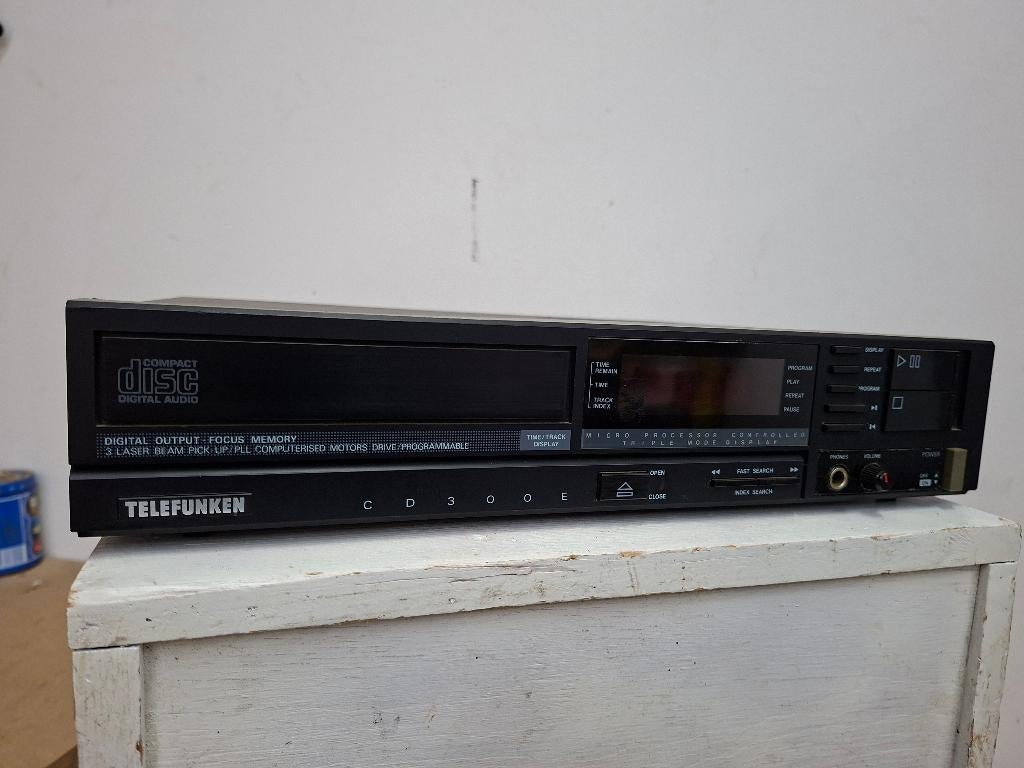 COMPACT
disc
DIGITAL AUDIO
DIGITAL OUTPUT · FOCUS MEMORY
3 LASER BEAM PICK-UP/PLL COMPUTERISED MOTORS DRIVE/PROGRAMMABLE
TIME/TRACK
DISPLAY
TELEFUNKEN
CD300E
TIME
REMAIN
TIME
TRACK
INDEX
PROGRAM
PLAY
REPEAT
PAUSE
MICRO PROCESSOR CONTROLLED
TRIPLE MODE DISPLAY
OPEN
CLOSE
FAST SEARCH
INDEX SEARCH
DISPLAY
REPEAT
PROGRAM
PHONES
VOLUME
POWER